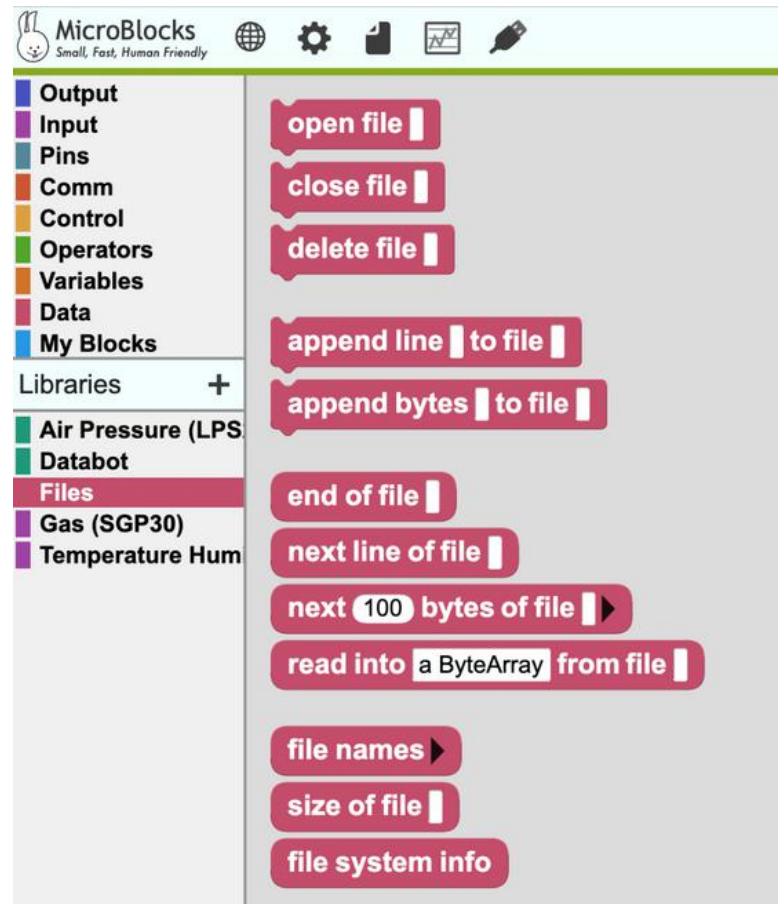 MicroBlocks
Small, Fast, Human Friendly
Output
Input
Pins
Comm
Control
Operators
Variables
Data
My Blocks
Libraries +
Air Pressure (LPS
Databot
Files
Gas (SGP30)
Temperature Hum
open file
close file
delete file
append line to file
append bytes to file
end of file
next line of file
next 100 bytes of file
read into a ByteArray from file
file names
size of file
file system info